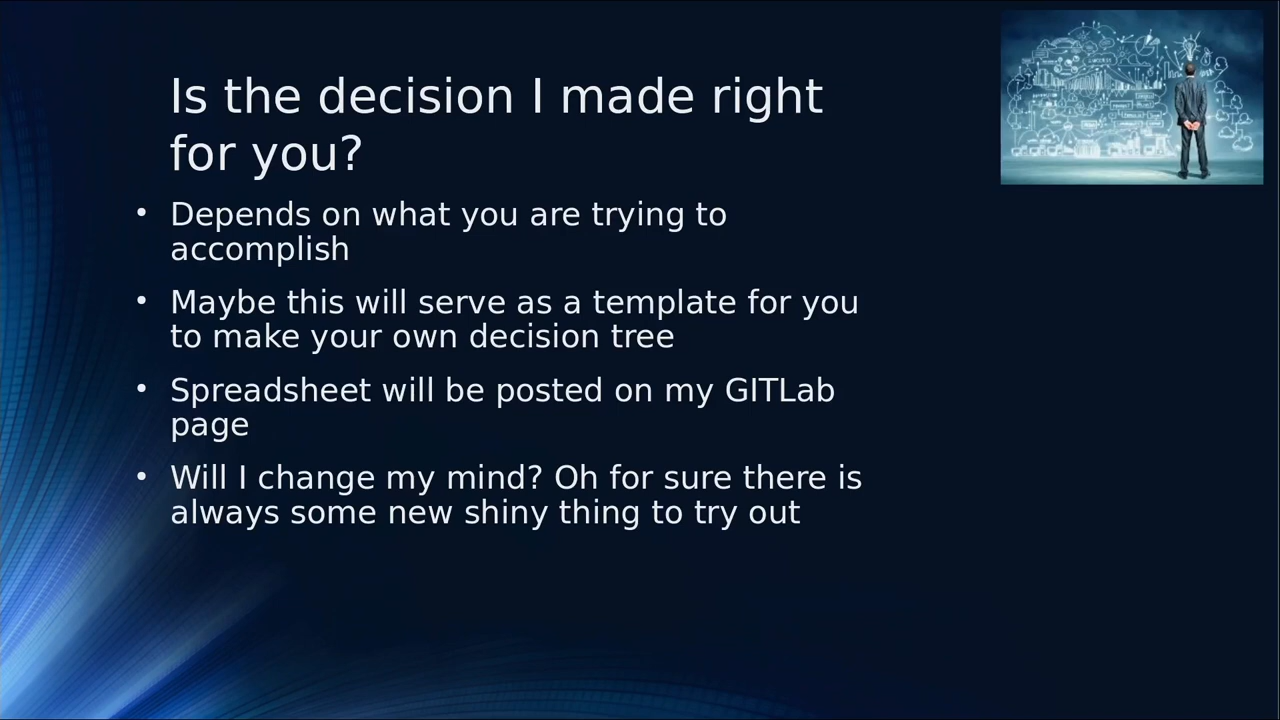 Is the decision I made right
for you?
• Depends on what you are trying to
accomplish
• Maybe this will serve as a template for you
to make your own decision tree
• Spreadsheet will be posted on my GITLab
page
• Will I change my mind? Oh for sure there is
always some new shiny thing to try out